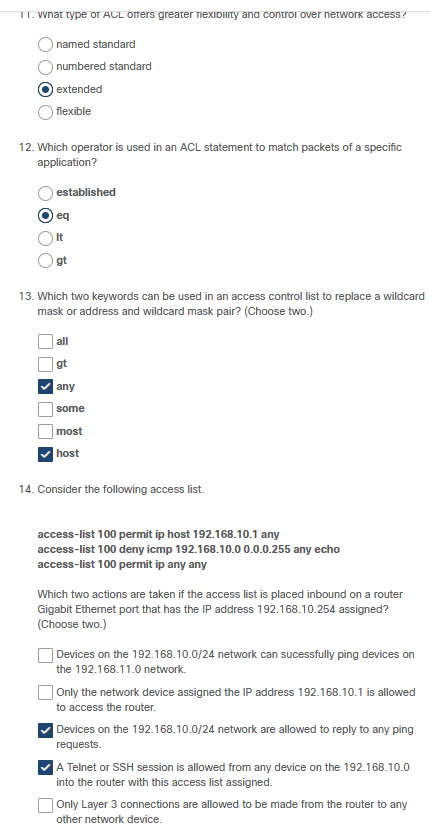 11. What type of ACL offers greater flexibility and control over network access?
named standard
numbered standard
extended
flexible
12. Which operator is used in an ACL statement to match packets of a specific
application?
established
eq
lt
gt
13. Which two keywords can be used in an access control list to replace a wildcard
mask or address and wildcard mask pair? (Choose two.)
all
gt
any
some
most
host
14. Consider the following access list.
access-list 100 permit ip host 192.168.10.1 any
access-list 100 deny icmp 192.168.10.0 0.0.0.255 any echo
access-list 100 permit ip any any
Which two actions are taken if the access list is placed inbound on a router
Gigabit Ethernet port that has the IP address 192.168.10.254 assigned?
(Choose two.)
Devices on the 192.168.10.0/24 network can sucessfully ping devices on
the 192.168.11.0 network.
Only the network device assigned the IP address 192.168.10.1 is allowed
to access the router.
Devices on the 192.168.10.0/24 network are allowed to reply to any ping
requests.
A Telnet or SSH session is allowed from any device on the 192.168.10.0
into the router with this access list assigned.
Only Layer 3 connections are allowed to be made from the router to any
other network device.